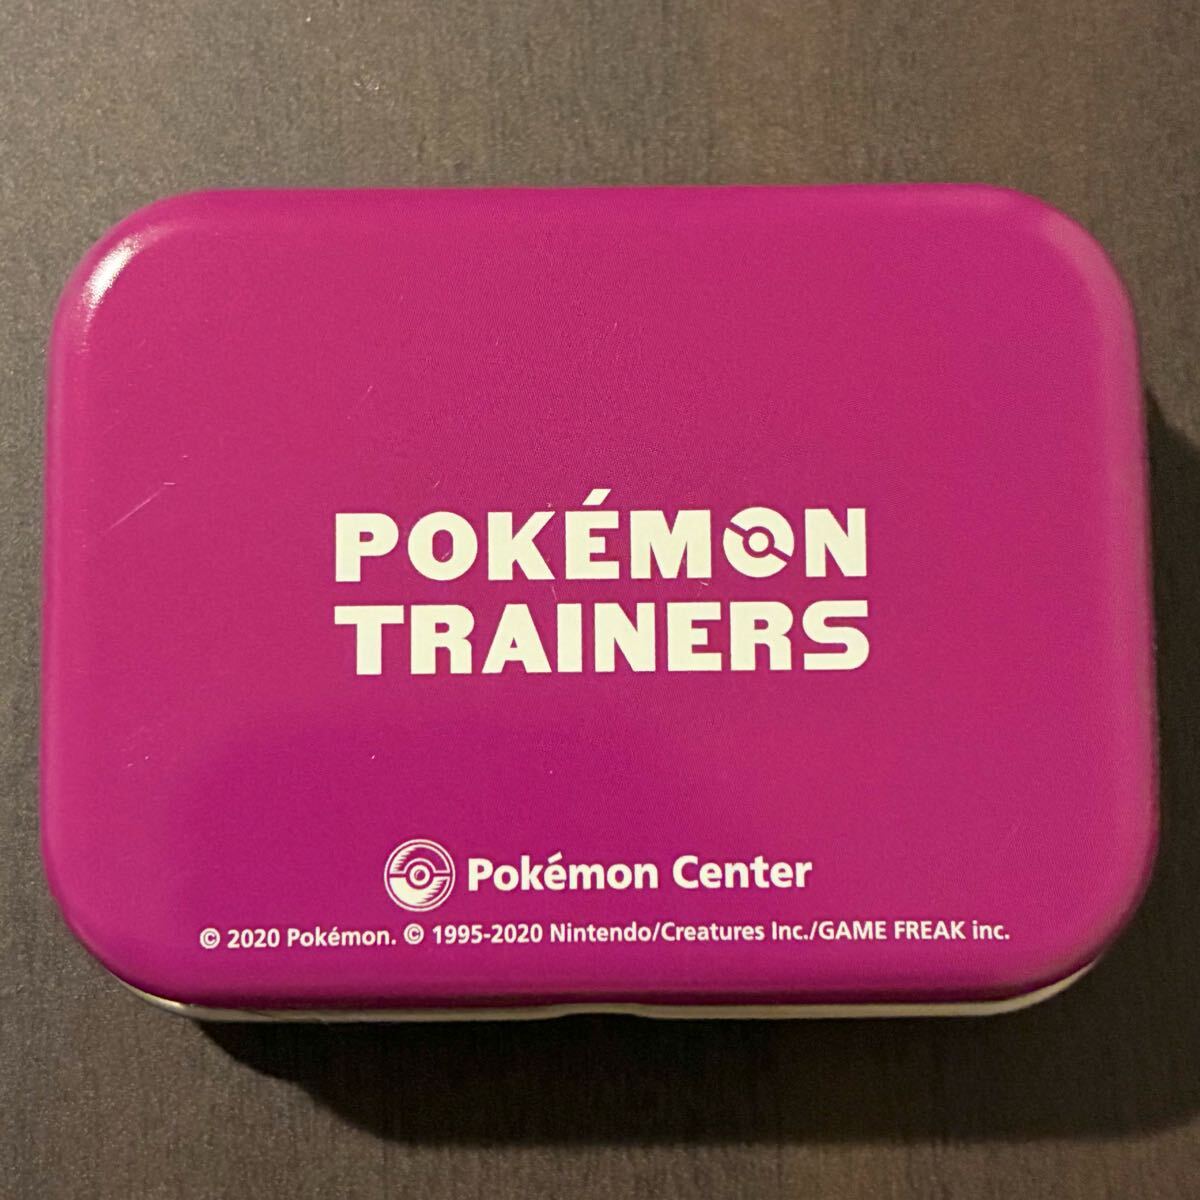 POKÉMON
TRAINERS
Pokémon Center
© 2020 Pokémon. © 1995-2020 Nintendo/Creatures Inc./GAME FREAK inc.